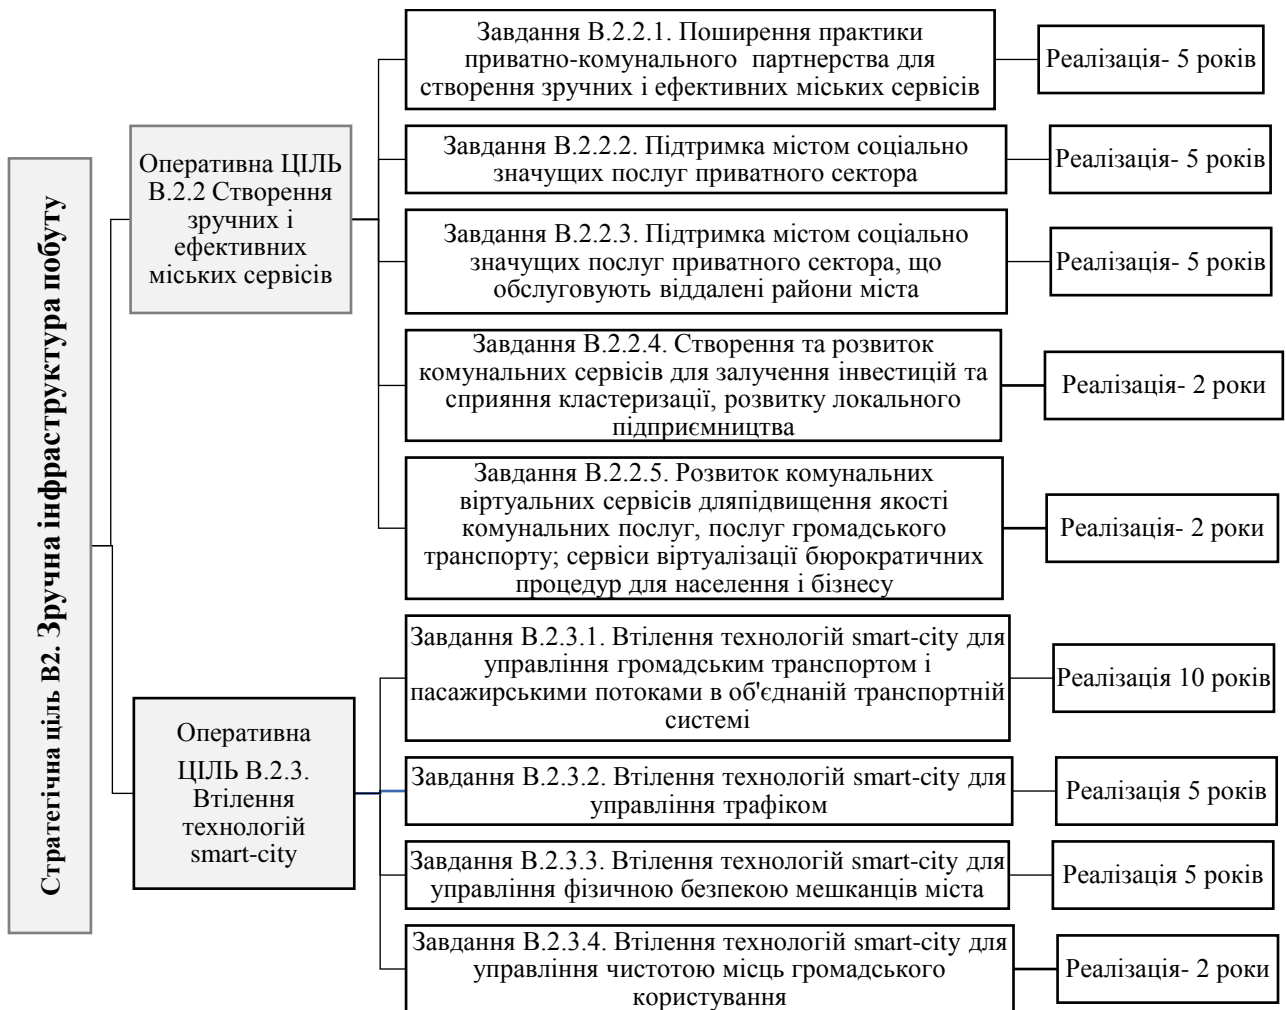 Стратегічна ціль В2. Зручна інфраструктура побуту
Оперативна ЦІЛЬ
В.2.2 Створення
зручних і
ефективних
міських сервісів
Завдання В.2.2.1. Поширення практики
приватно-комунального партнерства для
створення зручних і ефективних міських сервісів
Реалізація- 5 років
Завдання В.2.2.2. Підтримка містом соціально
значущих послуг приватного сектора
Реалізація- 5 років
Завдання В.2.2.3. Підтримка містом соціально
значущих послуг приватного сектора, що
обслуговують віддалені райони міста
Реалізація- 5 років
Завдання В.2.2.4. Створення та розвиток
комунальних сервісів для залучення інвестицій та
сприяння кластеризації, розвитку локального
підприємництва
Реалізація- 2 роки
Завдання В.2.2.5. Розвиток комунальних
віртуальних сервісів дляпідвищення якості
комунальних послуг, послуг громадського
транспорту; сервіси віртуалізації бюрократичних
процедур для населення і бізнесу
Реалізація- 2 роки
Оперативна
ЦІЛЬ В.2.3.
Втілення
технологій
smart-city
Завдання В.2.3.1. Втілення технологій smart-city для
управління громадським транспортом і
пасажирськими потоками в об'єднаній транспортній
системі
Реалізація 10 років
Завдання В.2.3.2. Втілення технологій smart-city для
управління трафіком
Реалізація 5 років
Завдання В.2.3.3. Втілення технологій smart-city для
управління фізичною безпекою мешканців міста
Реалізація 5 років
Завдання В.2.3.4. Втілення технологій smart-city для
управління чистотою місць громадського
користування
Реалізація- 2 роки